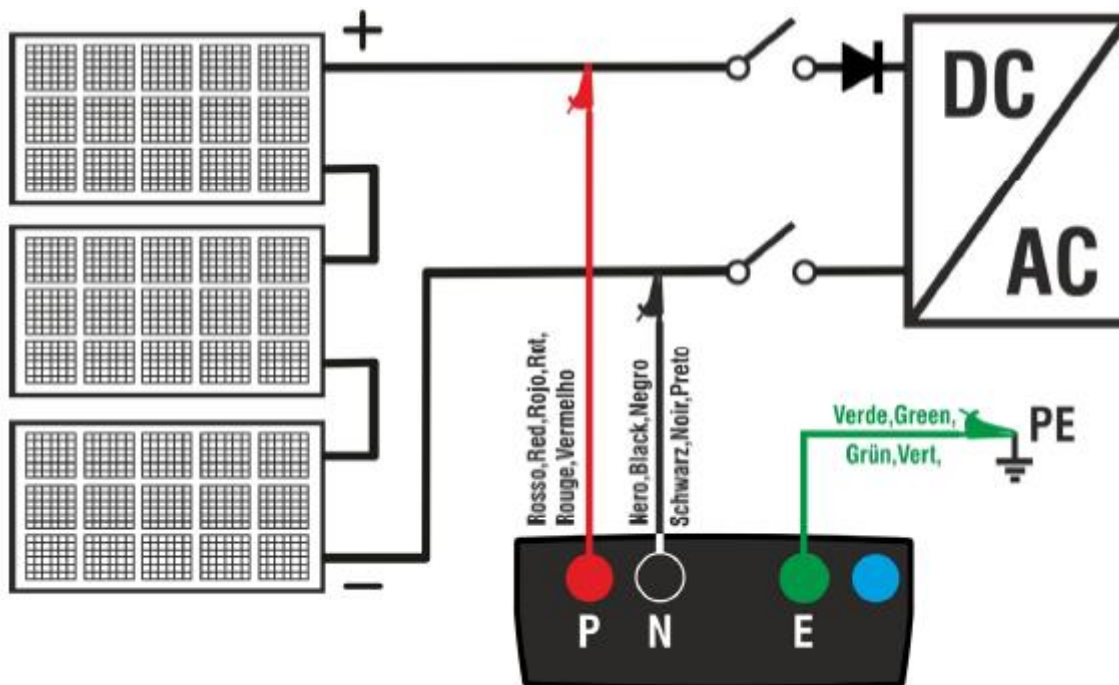 +
DC
AC
Rosso,Red,Rojo,Rot,
Rouge,Vermelho
Nero,Black,Negro
Schwarz,Noir,Preto
Verde,Green,
Grün,Vert,
PE
−
P N E